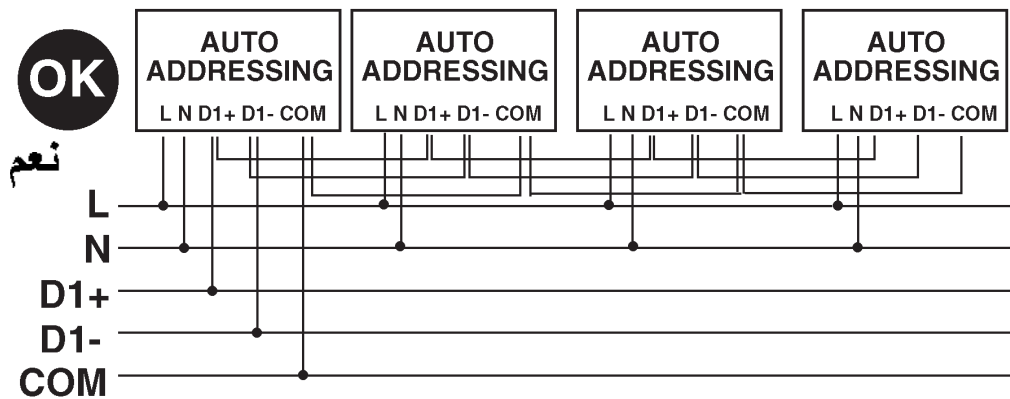 AUTO ADDRESSING
L N D1+ D1- COM
AUTO ADDRESSING
L N D1+ D1- COM
AUTO ADDRESSING
L N D1+ D1- COM
AUTO ADDRESSING
L N D1+ D1- COM
OK
نعم
L
N
D1+
D1-
COM